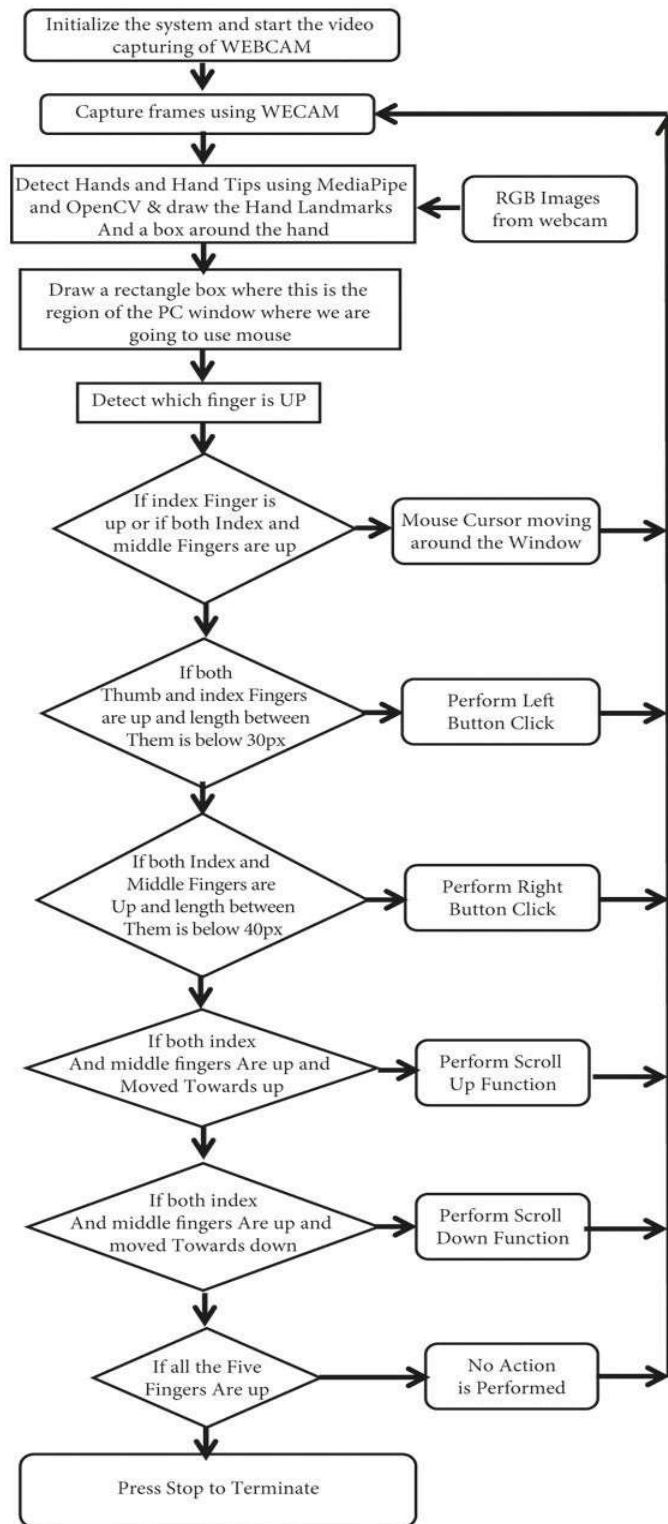 Initialize the system and start the video
capturing of WEBCAM
Capture frames using WECAM
Detect Hands and Hand Tips using MediaPipe
and OpenCV & draw the Hand Landmarks
And a box around the hand
RGB Images
from webcam
Draw a rectangle box where this is the
region of the PC window where we are
going to use mouse
Detect which finger is UP
If index Finger is
up or if both Index and
middle Fingers are up
Mouse Cursor moving
around the Window
If both
Thumb and index Fingers
are up and length between
Them is below 30px
Perform Left
Button Click
If both Index and
Middle Fingers are
Up and length between
Them is below 40px
Perform Right
Button Click
If both index
And middle fingers Are up and
Moved Towards up
Perform Scroll
Up Function
If both index
And middle fingers Are up and
moved Towards down
Perform Scroll
Down Function
If all the Five
Fingers Are up
No Action
is Performed
Press Stop to Terminate